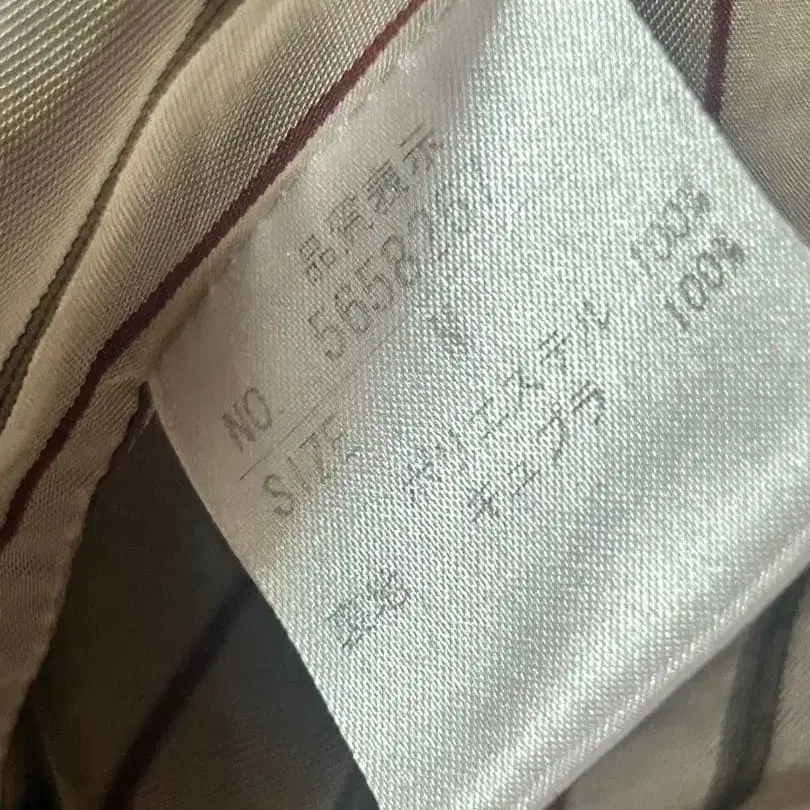 品質表示
NO. 565825
SIZE
ポリエステル 100%
裏地 キュプラ 100%